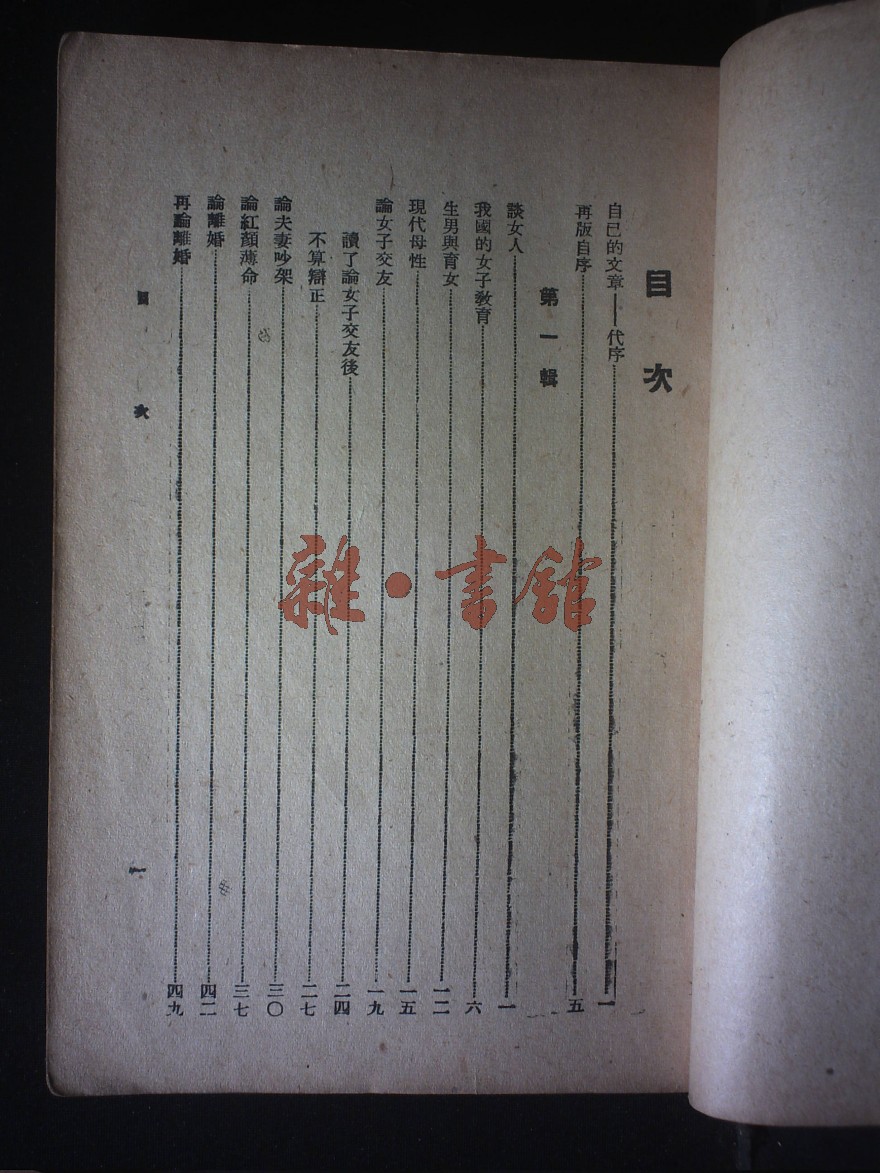 目次
自己的文章——代序……一
再版自序……五
第一輯
談女人……一
我國的女子教育……六
生男與育女……一二
現代母性……一五
論女子交友……一九
讀了論女子交友後……二四
不算辯正……二七
論夫妻吵架……三〇
論紅顏薄命……三七
論離婚……四二
再論離婚……四九
目次
一
雜·書館